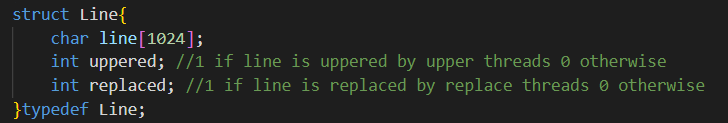 struct Line{
    char line[1024];
    int uppered; //1 if line is uppered by upper threads 0 otherwise
    int replaced; //1 if line is replaced by replace threads 0 otherwise
}typedef Line;